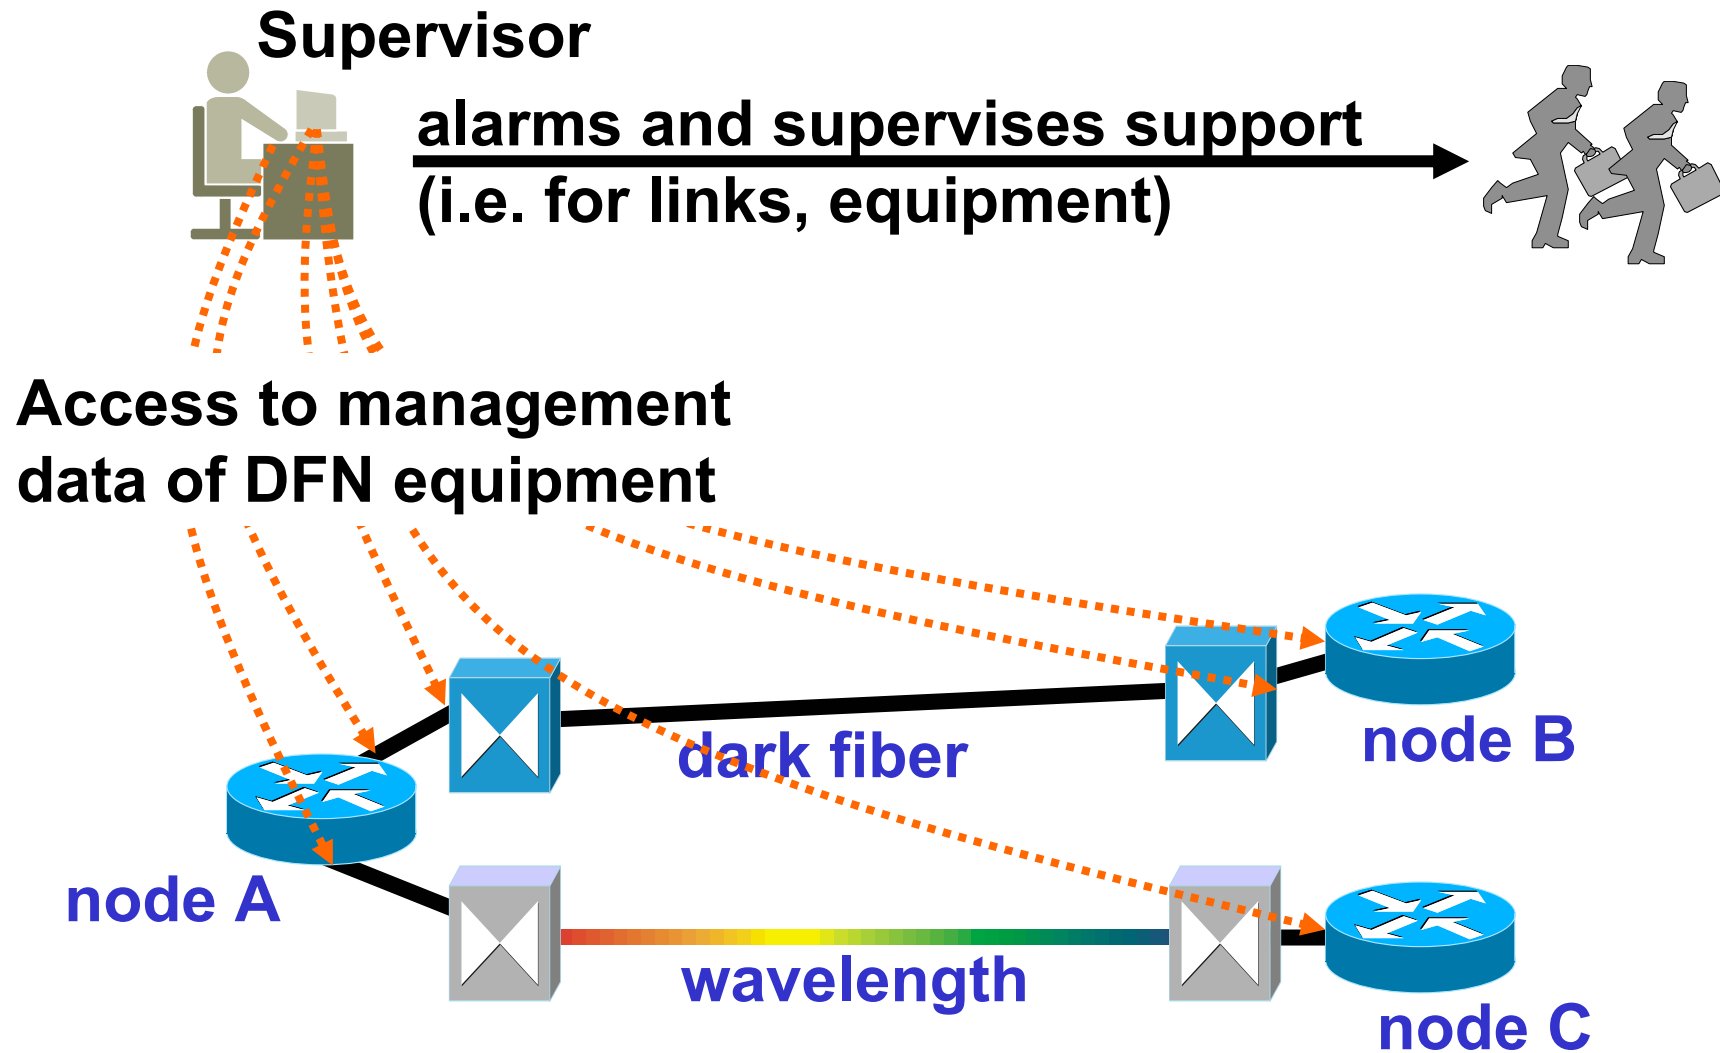 Supervisor
alarms and supervises support
(i.e. for links, equipment)
Access to management
data of DFN equipment
dark fiber
node B
node A
wavelength
node C